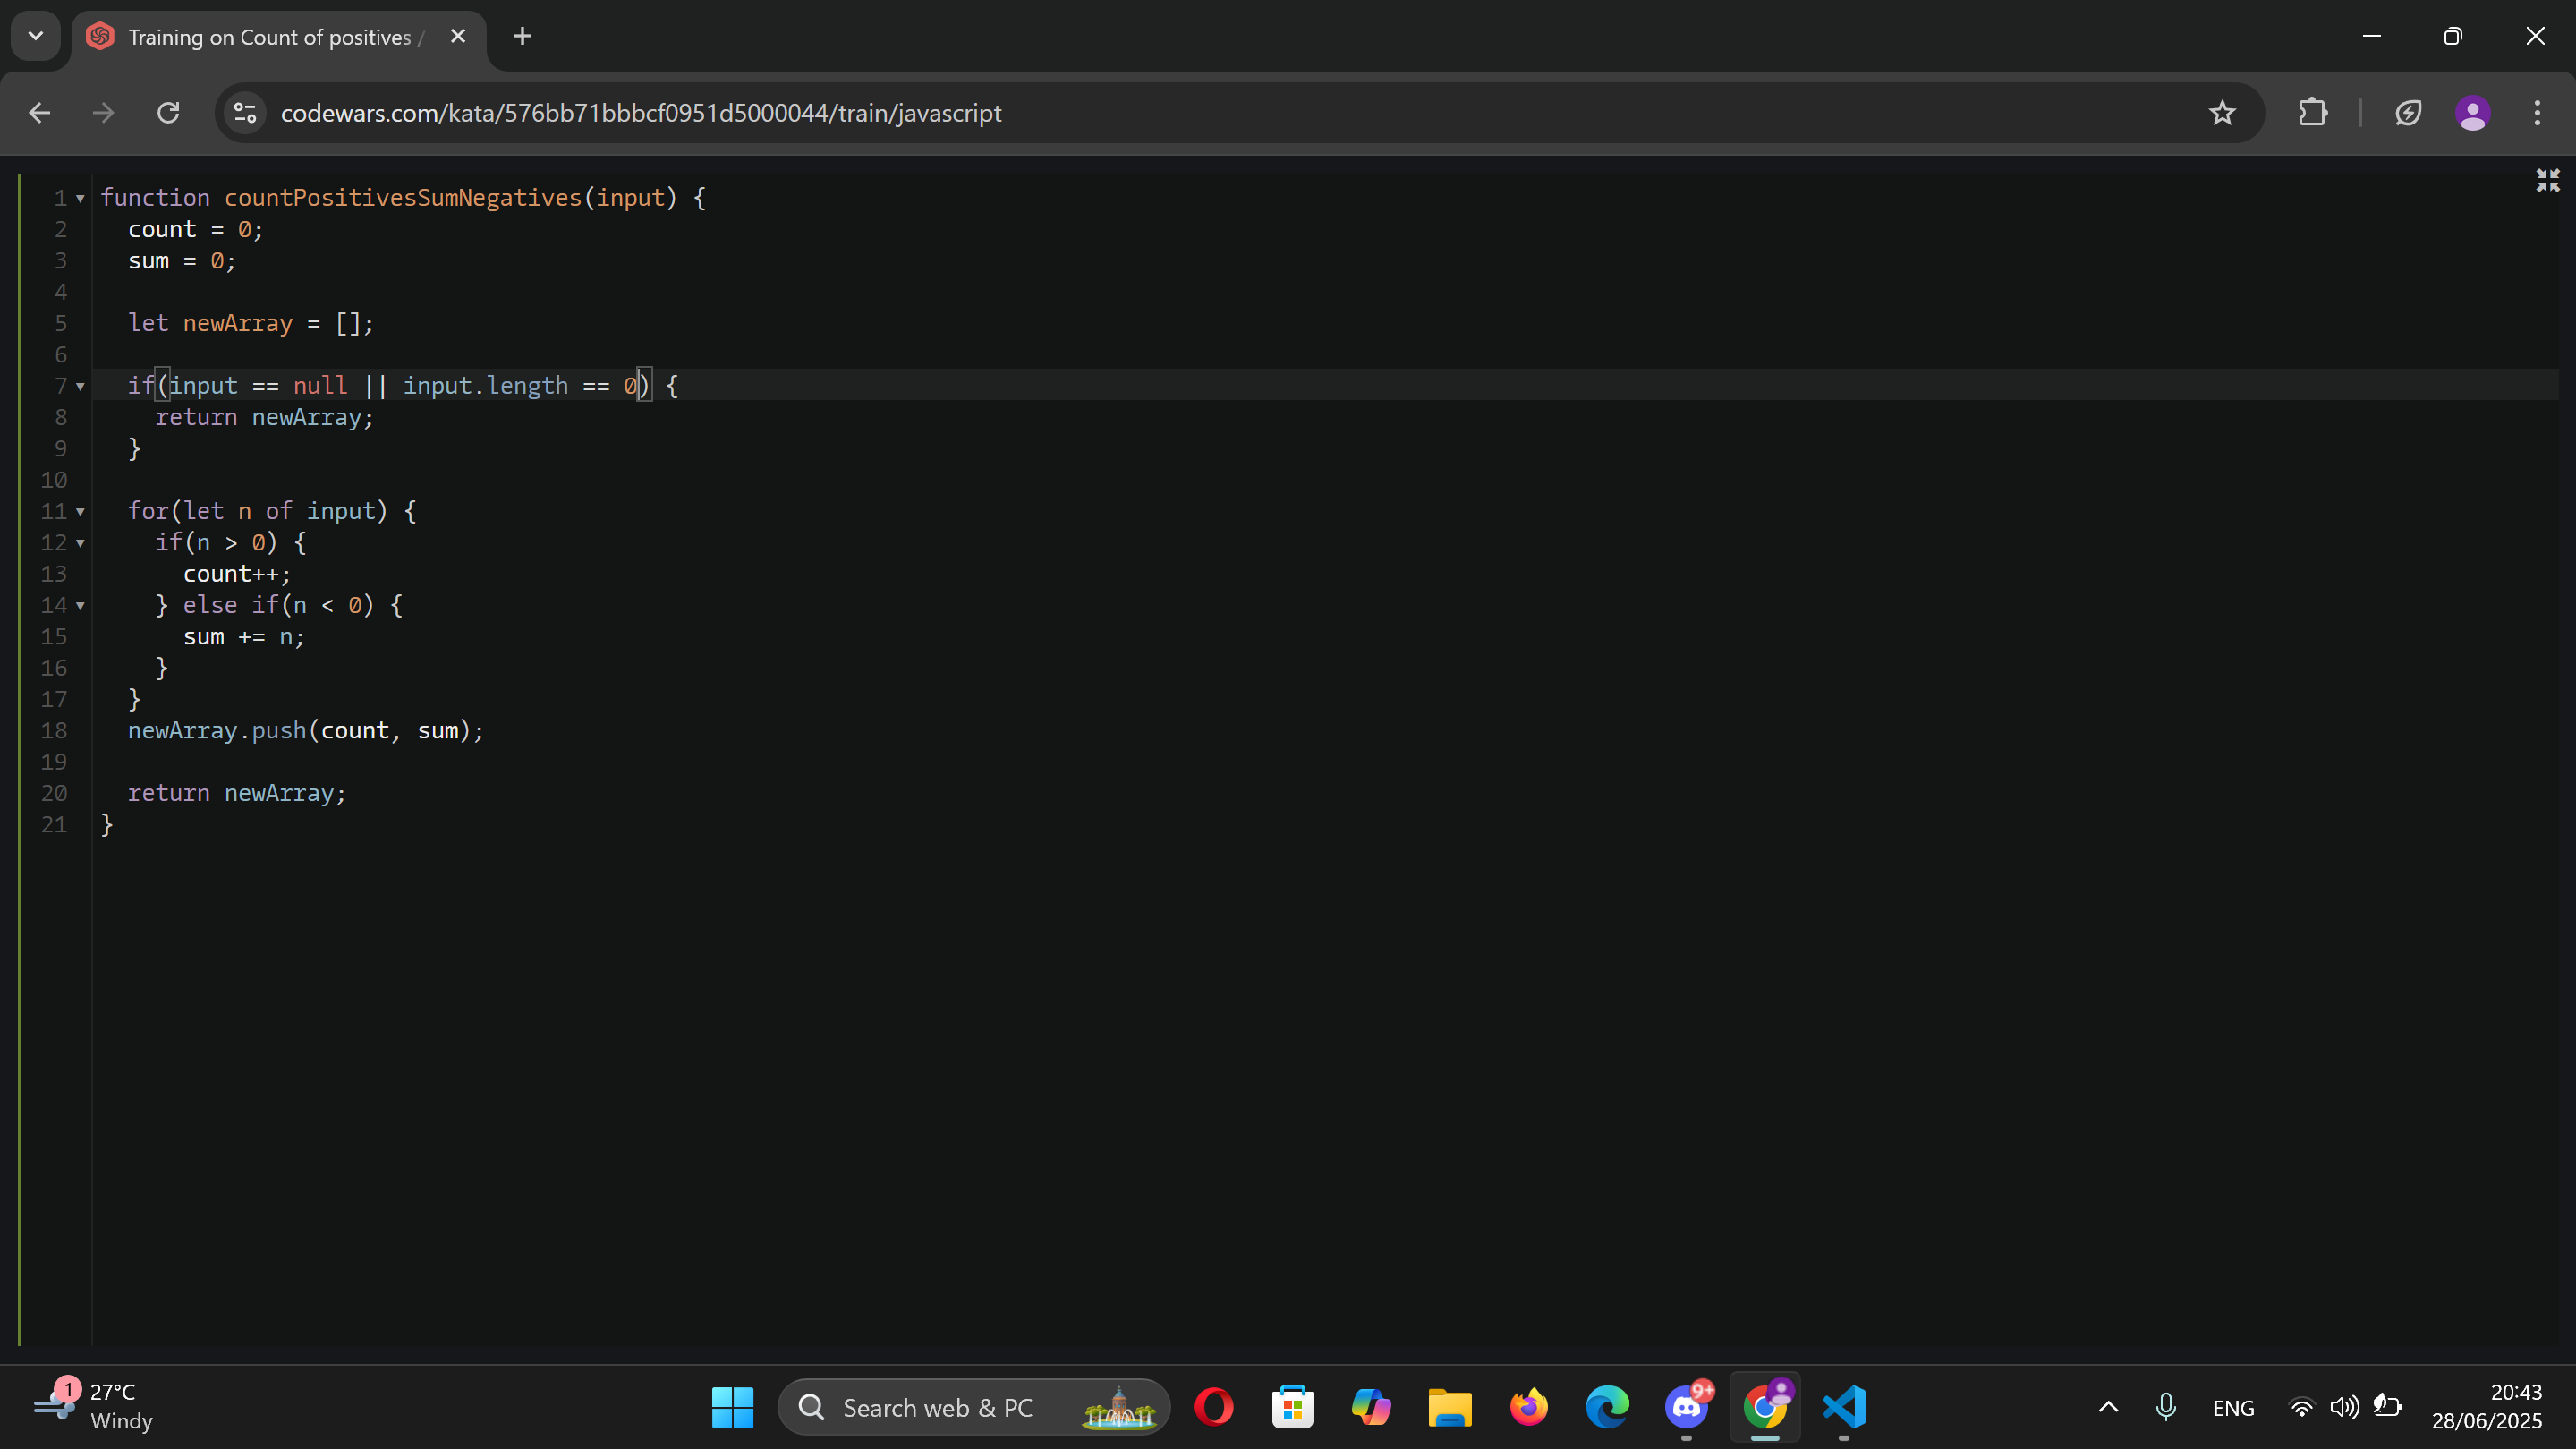 Training on Count of positives /
codewars.com/kata/576bb71bbbcf0951d5000044/train/javascript
1 function countPositivesSumNegatives(input) {
2 count = 0;
3 sum = 0;
4
5 let newArray = [];
6
7 if(input == null || input.length == 0) {
8 return newArray;
9 }
10
11 for(let n of input) {
12 if(n > 0) {
13 count++;
14 } else if(n < 0) {
15 sum += n;
16 }
17 }
18 newArray.push(count, sum);
19
20 return newArray;
21 }
1
27°C
Windy
Search web & PC
9+
ENG
20:43
28/06/2025